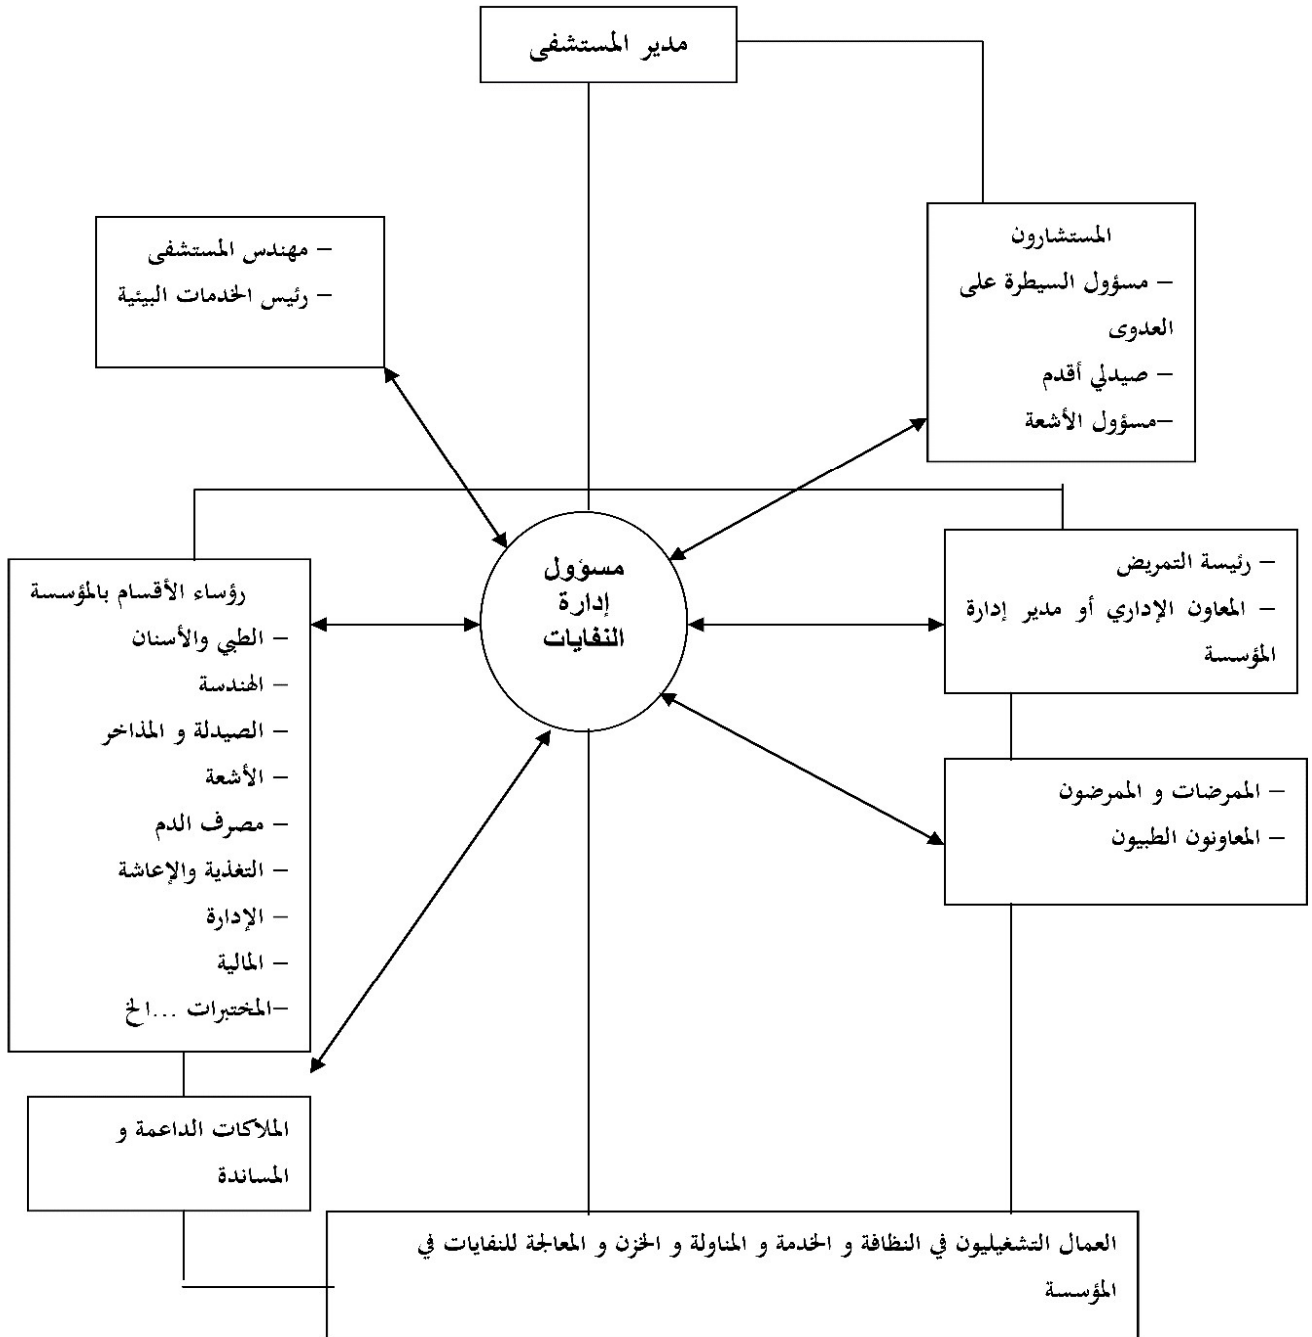 مدير المستشفى
المستشارون
– مسؤول السيطرة على
العدوى
– صيدلي أقدم
–مسؤول الأشعة
– مهندس المستشفى
– رئيس الخدمات البيئية
مسؤول
إدارة
النفايات
– رئيسة التمريض
– المعاون الإداري أو مدير إدارة
المؤسسة
رؤساء الأقسام بالمؤسسة
– الطبي والأسنان
– الهندسة
– الصيدلة و المذاخر
– الأشعة
– مصرف الدم
– التغذية والإعاشة
– الإدارة
– المالية
–المختبرات ...الخ
– الممرضات و الممرضون
– المعاونون الطبيون
الملاكات الداعمة و
المساندة
العمال التشغيليون في النظافة و الخدمة و المناولة و الخزن و المعالجة للنفايات في
المؤسسة